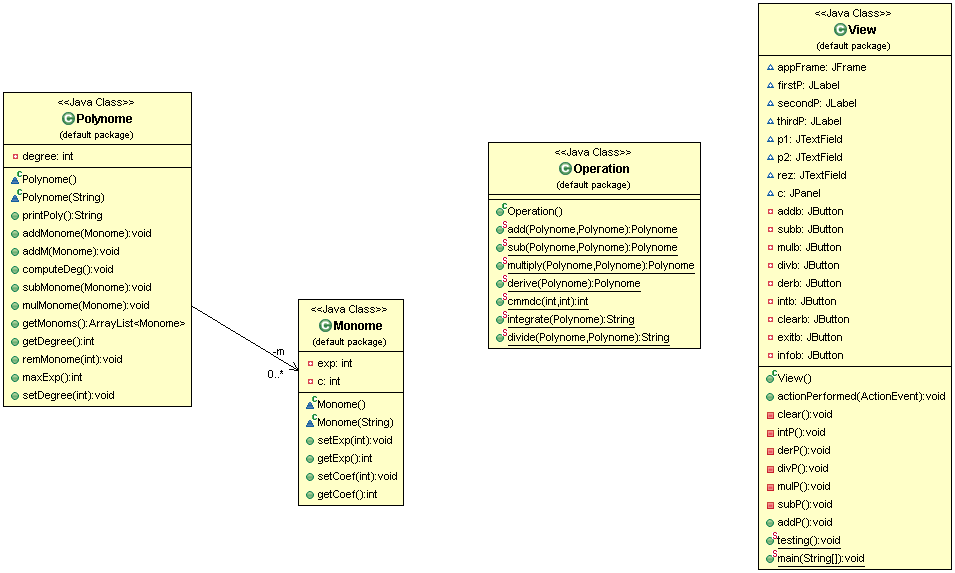 <<Java Class>>
Polynome
(default package)
degree: int
Polynome()
Polynome(String)
printPoly():String
addMonome(Monome):void
addM(Monome):void
computeDeg():void
subMonome(Monome):void
mulMonome(Monome):void
getMonoms():ArrayList<Monome>
getDegree():int
remMonome(int):void
maxExp():int
setDegree(int):void
-m
0..*
<<Java Class>>
Monome
(default package)
exp: int
c: int
Monome()
Monome(String)
setExp(int):void
getExp():int
setCoef(int):void
getCoef():int
<<Java Class>>
Operation
(default package)
Operation()
add(Polynome,Polynome):Polynome
sub(Polynome,Polynome):Polynome
multiply(Polynome,Polynome):Polynome
derive(Polynome):Polynome
cmmdc(int,int):int
integrate(Polynome):String
divide(Polynome,Polynome):String
<<Java Class>>
View
(default package)
appFrame: JFrame
firstP: JLabel
secondP: JLabel
thirdP: JLabel
p1: JTextField
p2: JTextField
rez: JTextField
c: JPanel
addb: JButton
subb: JButton
mulb: JButton
divb: JButton
derb: JButton
intb: JButton
clearb: JButton
exitb: JButton
infob: JButton
View()
actionPerformed(ActionEvent):void
clear():void
intP():void
derP():void
divP():void
mulP():void
subP():void
addP():void
testing():void
main(String[]):void